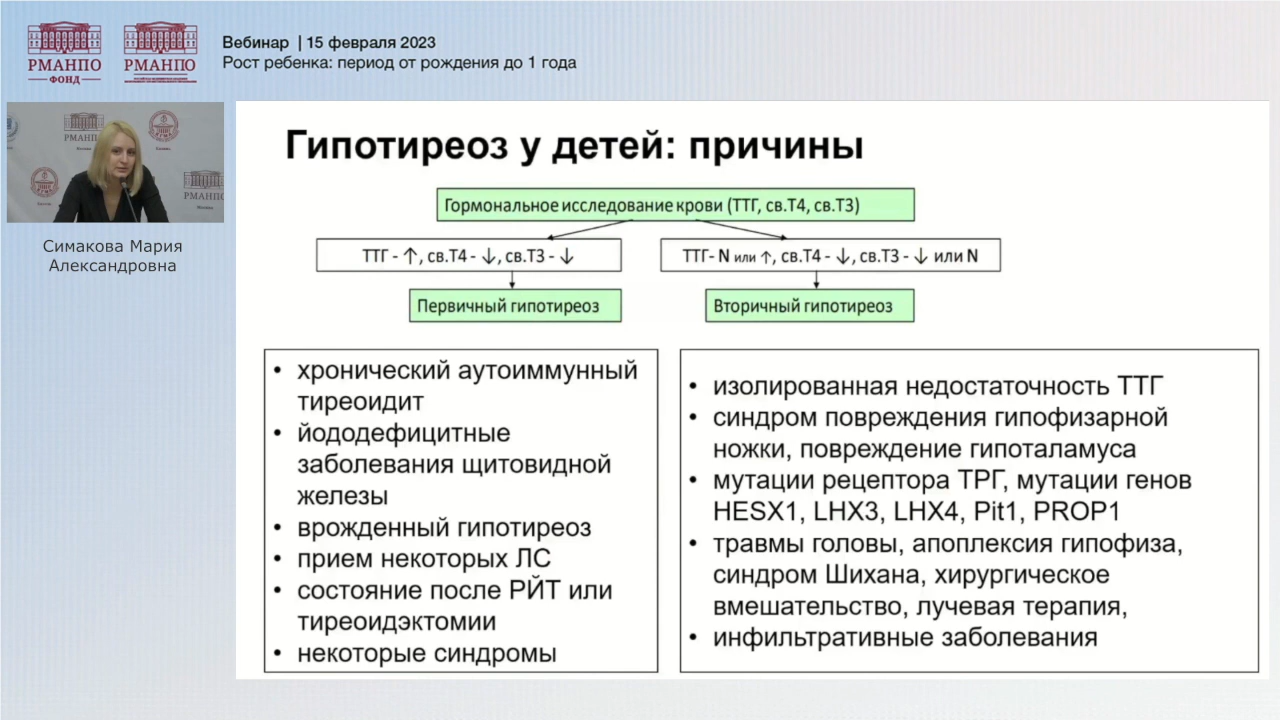 РМАНПО
ФОНД
РМАНПО
Вебинар | 15 февраля 2023
Рост ребенка: период от рождения до 1 года
РМАНПО
РМАНПО
Симакова Мария
Александровна
Гипотиреоз у детей: причины
Гормональное исследование крови (ТТГ, св.Т4, св.Т3)
ТТГ - ↑, св.Т4 - ↓, св.Т3 - ↓
ТТГ- N или ↑, св.Т4 - ↓, св.Т3 - ↓ или N
Первичный гипотиреоз
Вторичный гипотиреоз
• хронический аутоиммунный
тиреоидит
• йододефицитные
заболевания щитовидной
железы
• врожденный гипотиреоз
• прием некоторых ЛС
• состояние после РЙТ или
тиреоидэктомии
• некоторые синдромы
• изолированная недостаточность ТТГ
• синдром повреждения гипофизарной
ножки, повреждение гипоталамуса
• мутации рецептора ТРГ, мутации генов
HESX1, LHX3, LHX4, Pit1, PROP1
• травмы головы, апоплексия гипофиза,
синдром Шихана, хирургическое
вмешательство, лучевая терапия,
• инфильтративные заболевания